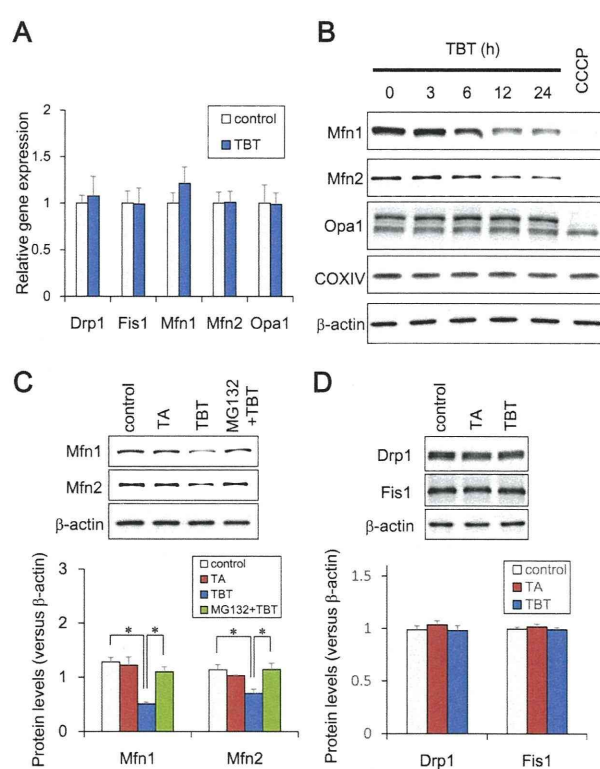 A
Relative gene expression
2
1.5
1
0.5
0
control
TBT
Drp1 Fis1 Mfn1 Mfn2 Opa1
B
TBT (h)
CCCP
0 3 6 12 24
Mfn1
Mfn2
Opa1
COXIV
β-actin
C
control
TA
TBT
MG132
+TBT
Mfn1
Mfn2
β-actin
Protein levels (versus β-actin)
2
1
0
control
TA
TBT
MG132+TBT
* * * *
Mfn1 Mfn2
D
control
TA
TBT
Drp1
Fis1
β-actin
Protein levels (versus β-actin)
1.5
1
0.5
0
control
TA
TBT
Drp1 Fis1